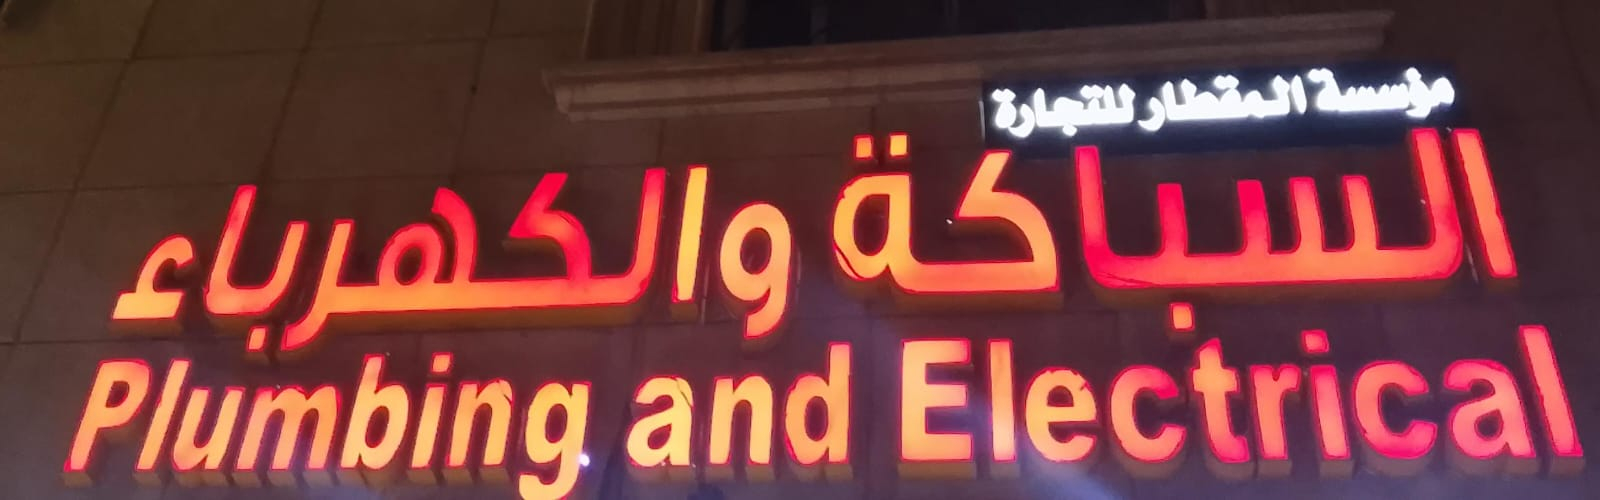 مؤسسة المقطار للتجارة
السباكة والكهرباء
Plumbing and Electrical